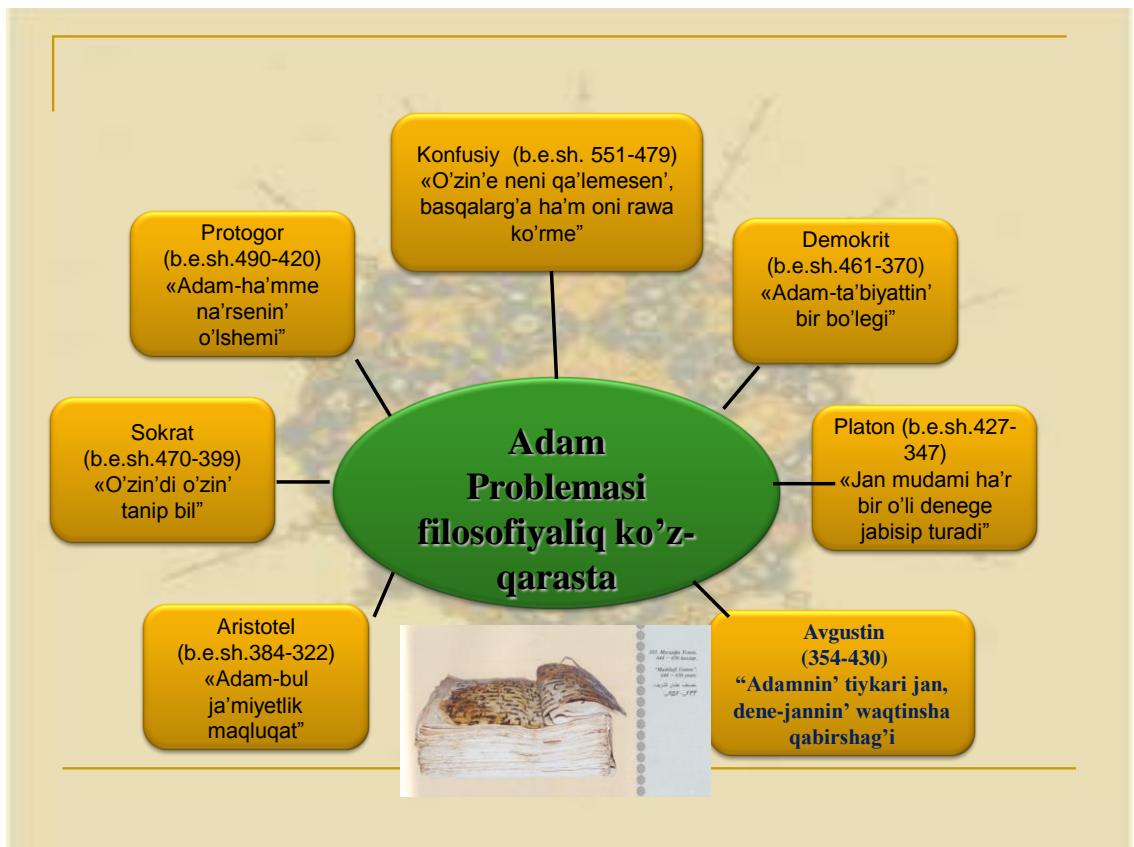 Konfusiy (b.e.sh. 551-479)
«O’zin’e neni qa’lemesen’,
basqalarg’a ha’m oni rawa
ko’rme”
Protogor
(b.e.sh.490-420)
«Adam-ha’mme
na’rsenin’
o’lshemi”
Demokrit
(b.e.sh.461-370)
«Adam-ta’biyattin’
bir bo’legi”
Sokrat
(b.e.sh.470-399)
«O’zin’di o’zin’
tanip bil”
Adam
Problemasi
filosofiyaliq ko’z-
qarasta
Platon (b.e.sh.427-
347)
«Jan mudami ha’r
bir o’li denege
jabisip turadi”
Aristotel
(b.e.sh.384-322)
«Adam-bul
ja’miyetlik
maqluqat”
Avgustin
(354-430)
“Adamnin’ tiykari jan,
dene-jannin’ waqtinsha
qabirshag’i